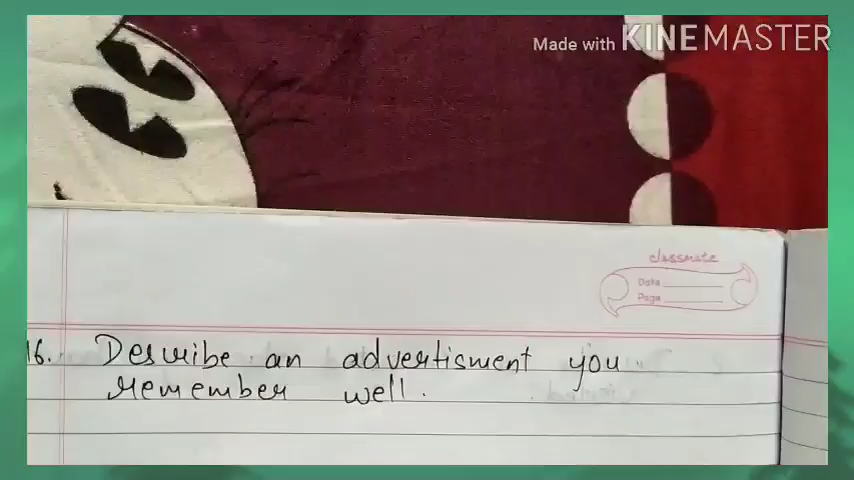 Made with KINEMASTER
classmate
Date
Page
16. Describe an advertisment you
remember well.